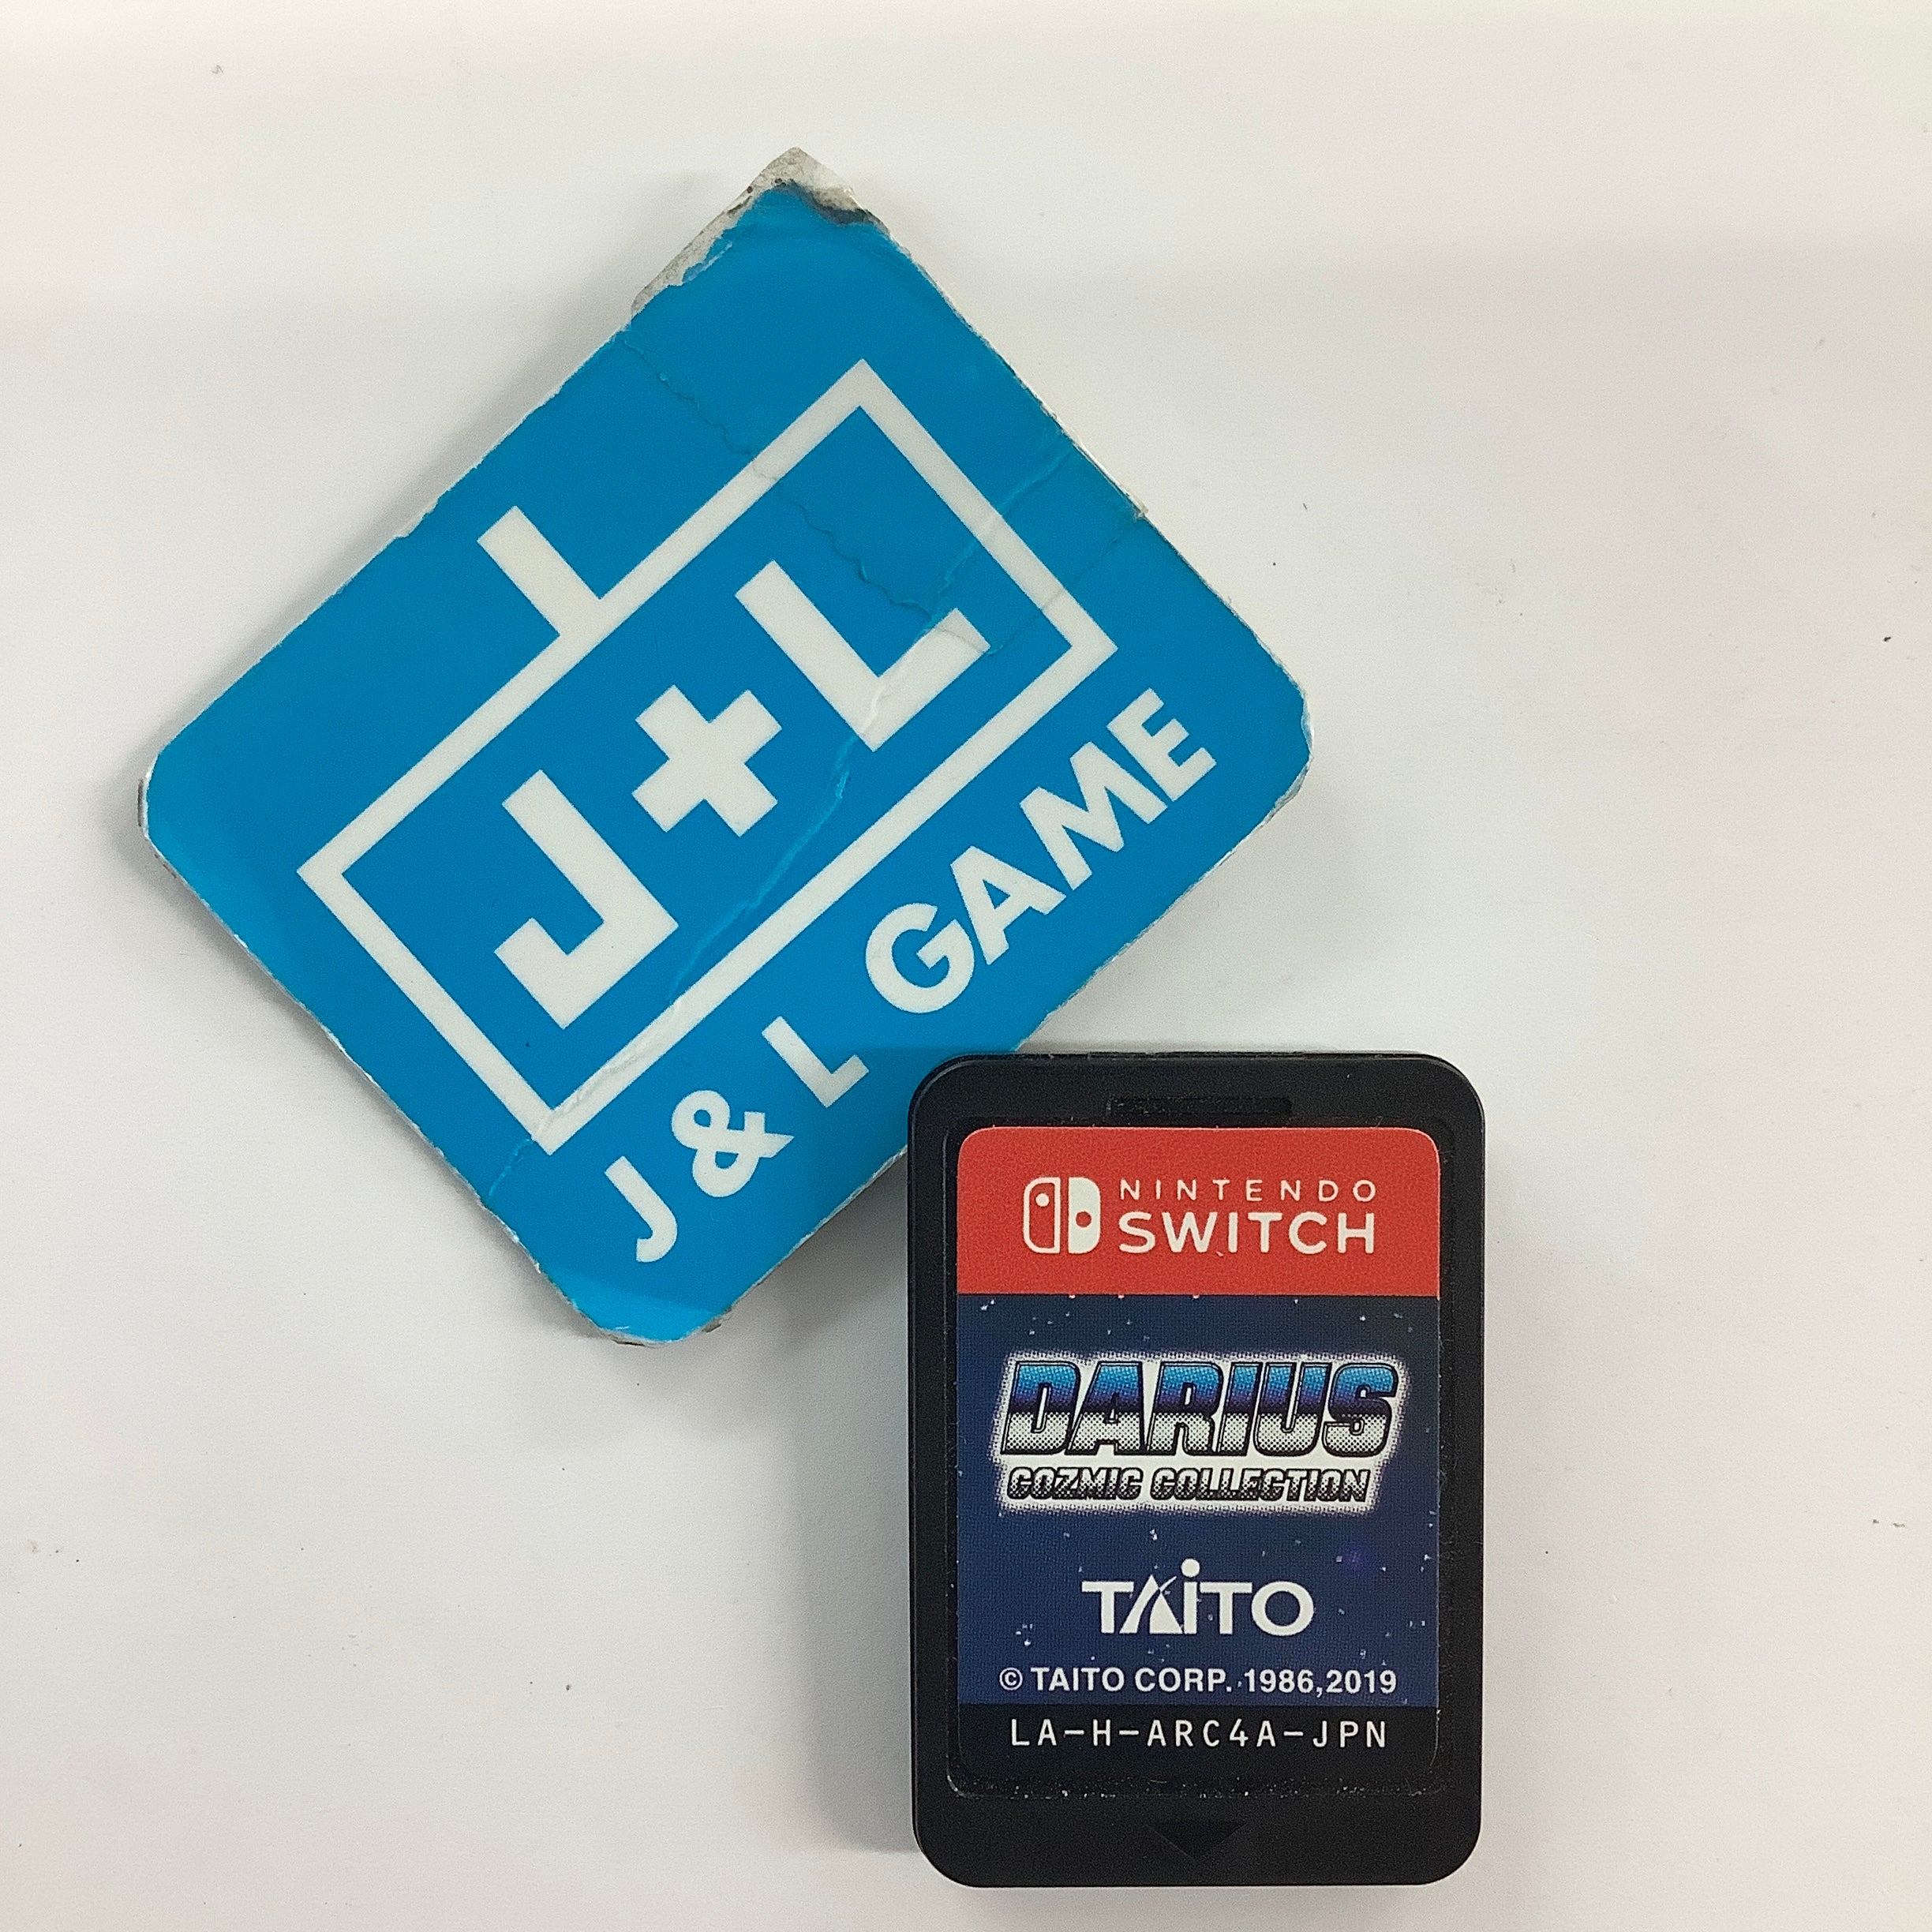 J+L
J & L GAME
NINTENDO
SWITCH
DARIUS
COZMIC COLLECTION
TAITO
© TAITO CORP. 1986,2019
LA-H-ARC4A-JPN